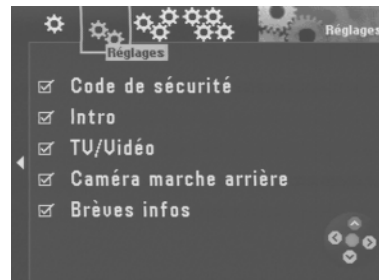 Réglages
Réglages
Code de sécurité
Intro
TV/Vidéo
Caméra marche arrière
Brèves infos